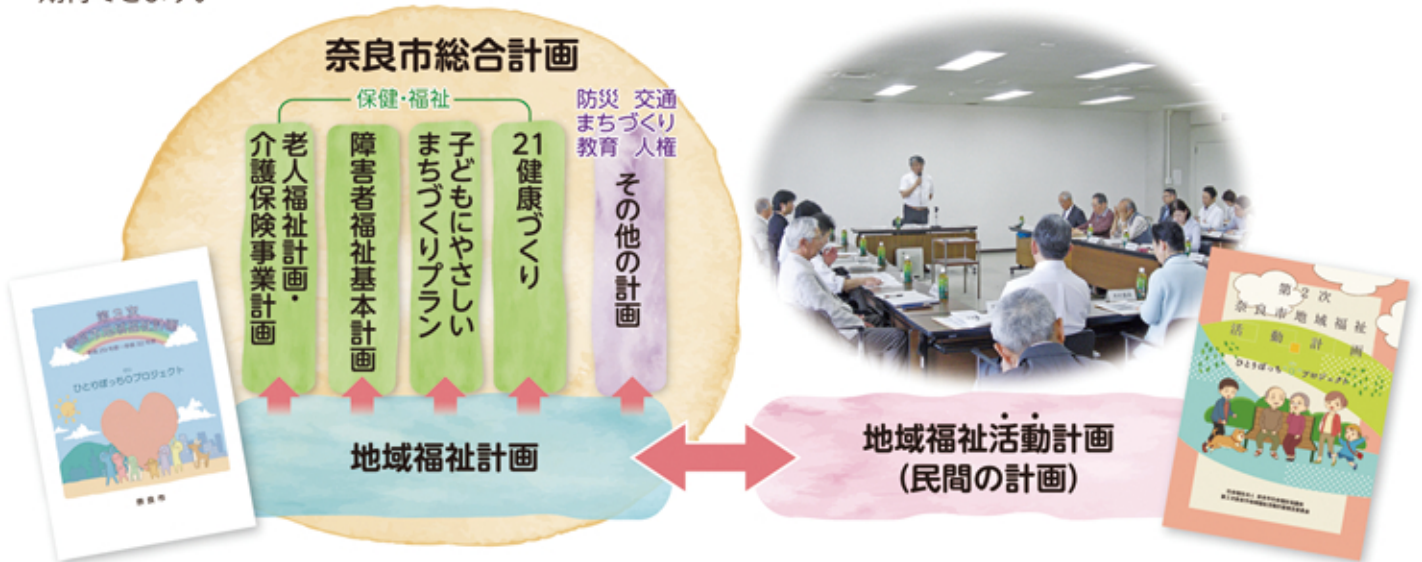 奈良市総合計画
保健・福祉
防災 交通
まちづくり
教育 人権
老人福祉計画・
介護保険事業計画
障害者福祉基本計画
子どもにやさしい
まちづくりプラン
21健康づくり
その他の計画
地域福祉計画
地域福祉活動計画
(民間の計画)
第2次
ひとりぼっち0プロジェクト
奈良市
第2次
奈良市地域福祉
活動計画
ひとりぼっち0プロジェクト